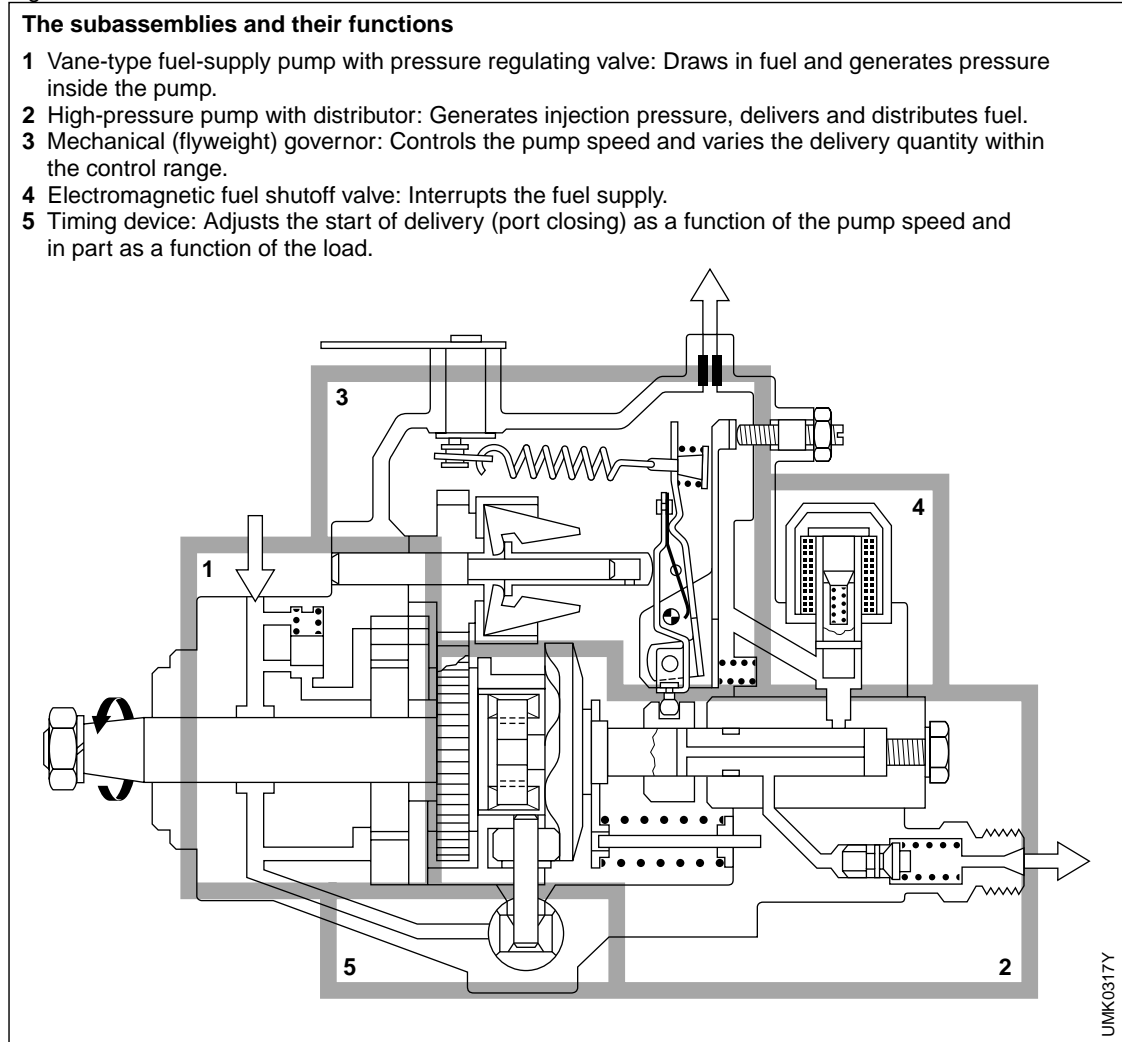 The subassemblies and their functions
1 Vane-type fuel-supply pump with pressure regulating valve: Draws in fuel and generates pressure
inside the pump.
2 High-pressure pump with distributor: Generates injection pressure, delivers and distributes fuel.
3 Mechanical (flyweight) governor: Controls the pump speed and varies the delivery quantity within
the control range.
4 Electromagnetic fuel shutoff valve: Interrupts the fuel supply.
5 Timing device: Adjusts the start of delivery (port closing) as a function of the pump speed and
in part as a function of the load.
3
4
1
5
2
UMK0317Y